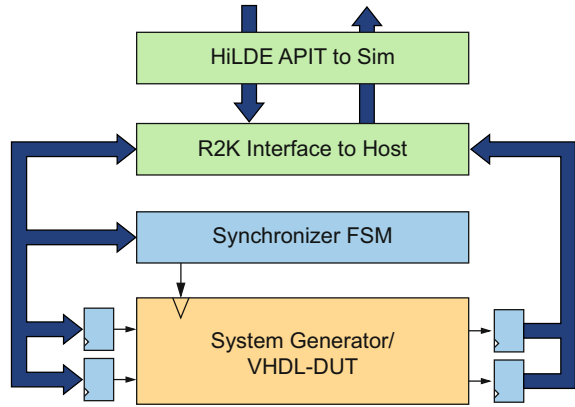 HiLDE APIT to Sim
R2K Interface to Host
Synchronizer FSM
System Generator/
VHDL-DUT